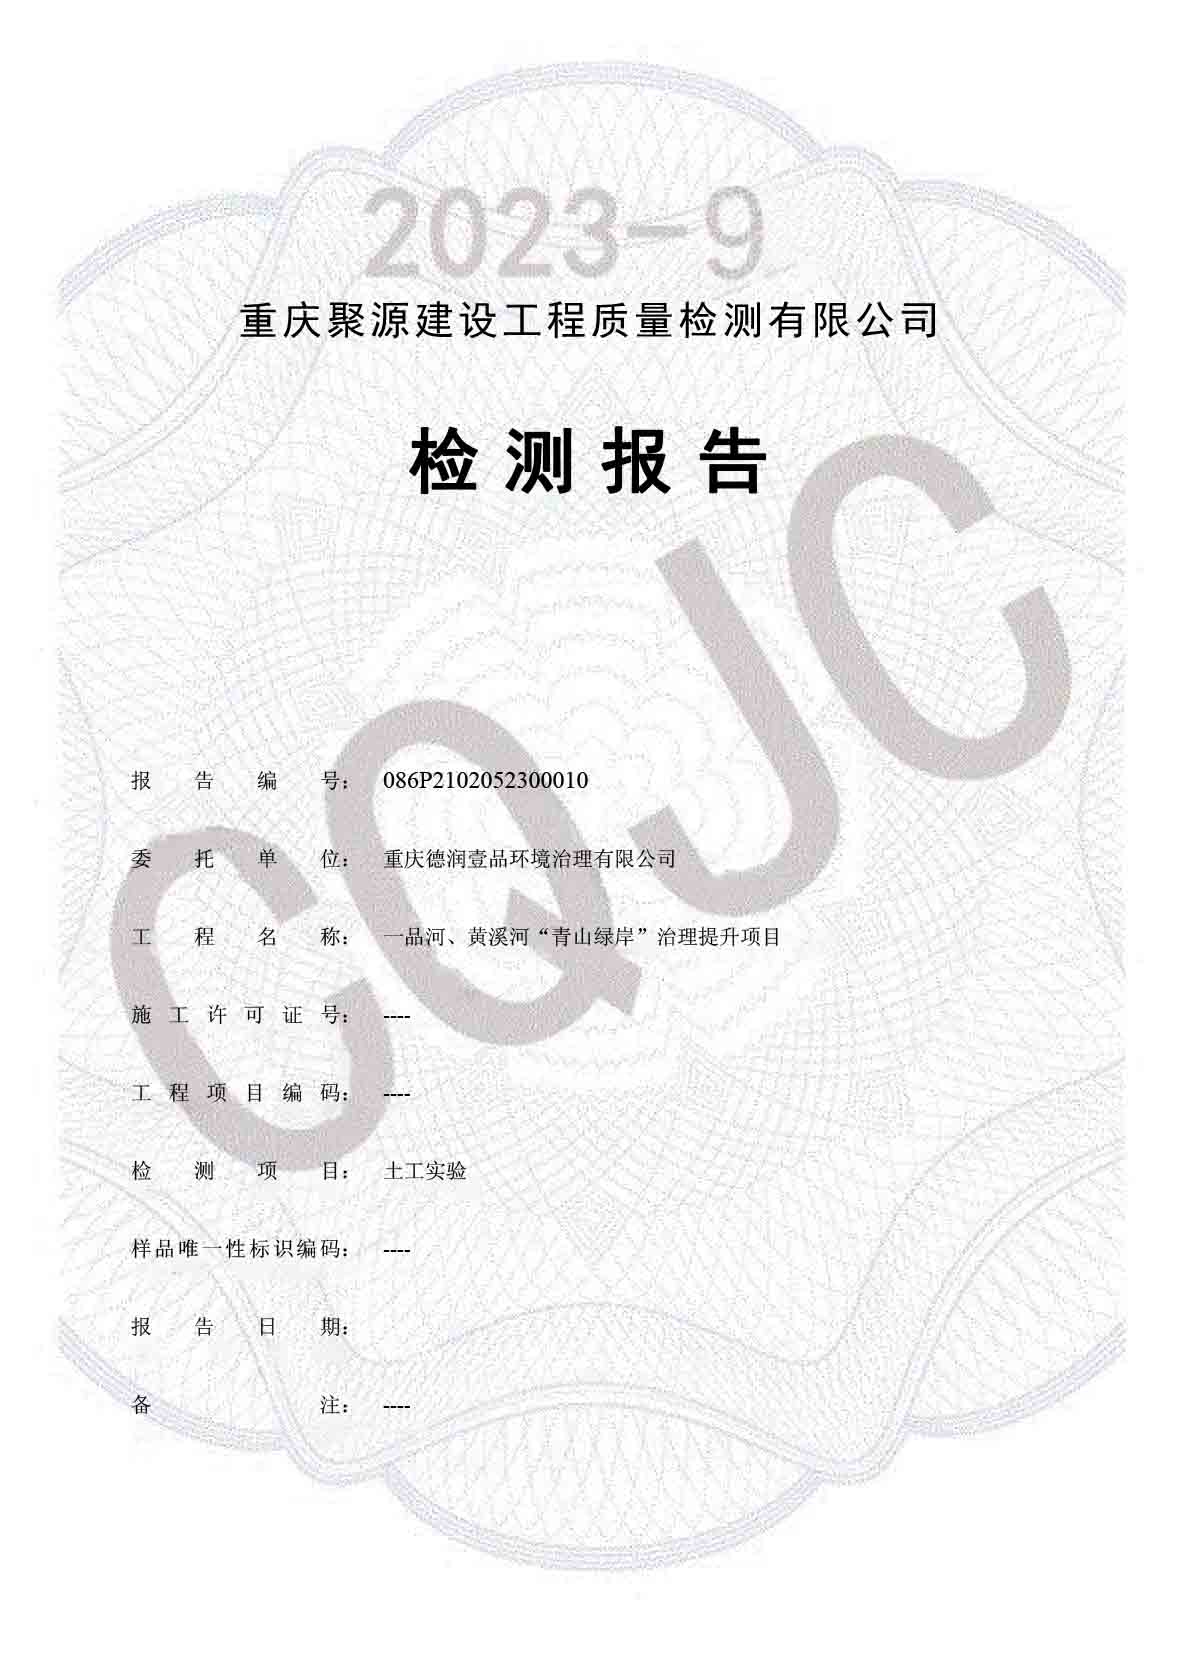 2023-9
重庆聚源建设工程质量检测有限公司
检测报告
CQJC
报告编号： 086P2102052300010
委托单位： 重庆德润壹品环境治理有限公司
工程名称： 一品河、黄溪河“青山绿岸”治理提升项目
施工许可证号： ----
工程项目编码： ----
检测项目： 土工实验
样品唯一性标识编码： ----
报告日期：
备注： ----